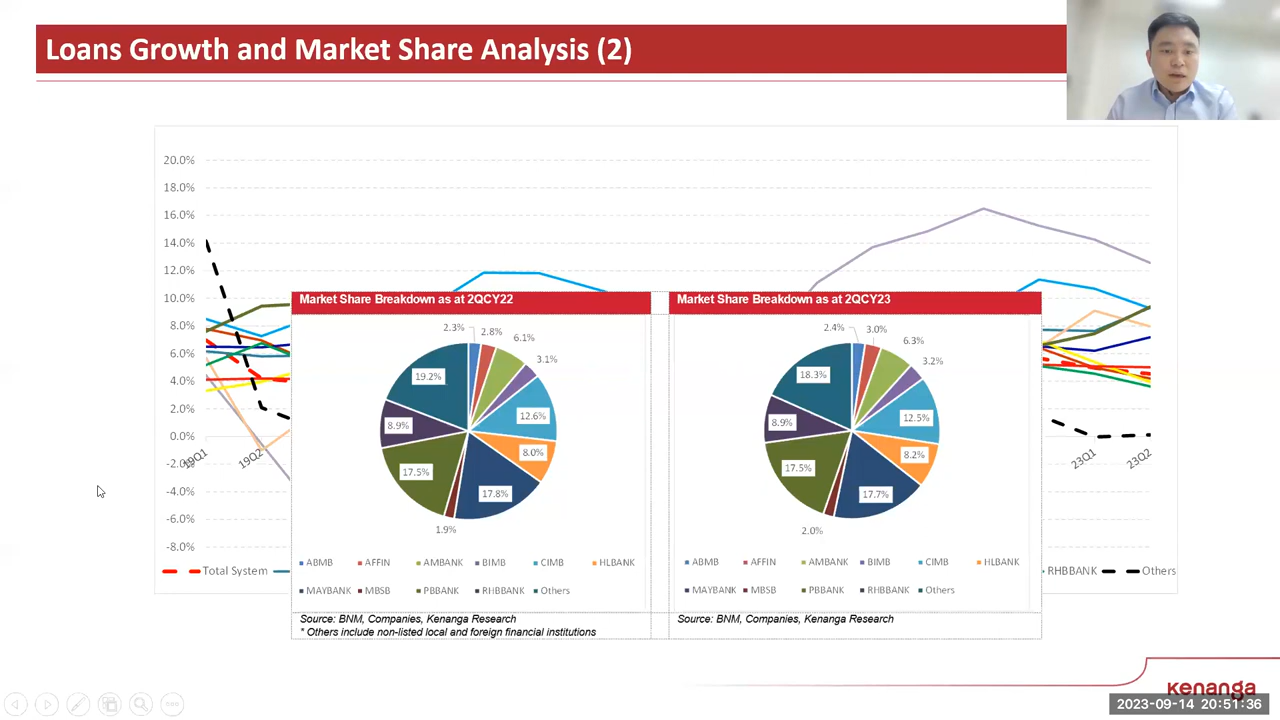 Loans Growth and Market Share Analysis (2)
20.0%
18.0%
16.0%
14.0%
12.0%
10.0%
8.0%
6.0%
4.0%
2.0%
0.0%
-2.0%
-4.0%
-6.0%
-8.0%
19Q1
19Q2
23Q1
23Q2
Total System
RHBBANK
Others
Market Share Breakdown as at 2QCY22
2.3%
2.8%
6.1%
3.1%
12.6%
8.0%
17.8%
1.9%
17.5%
8.9%
19.2%
ABMB AFFIN AMBANK BIMB CIMB HLBANK
MAYBANK MBSB PBBANK RHBBANK Others
Source: BNM, Companies, Kenanga Research
* Others include non-listed local and foreign financial institutions
Market Share Breakdown as at 2QCY23
2.4%
3.0%
6.3%
3.2%
12.5%
8.2%
17.7%
2.0%
17.5%
8.9%
18.3%
ABMB AFFIN AMBANK BIMB CIMB HLBANK
MAYBANK MBSB PBBANK RHBBANK Others
Source: BNM, Companies, Kenanga Research
kenanga
2023-09-14 20:51:36